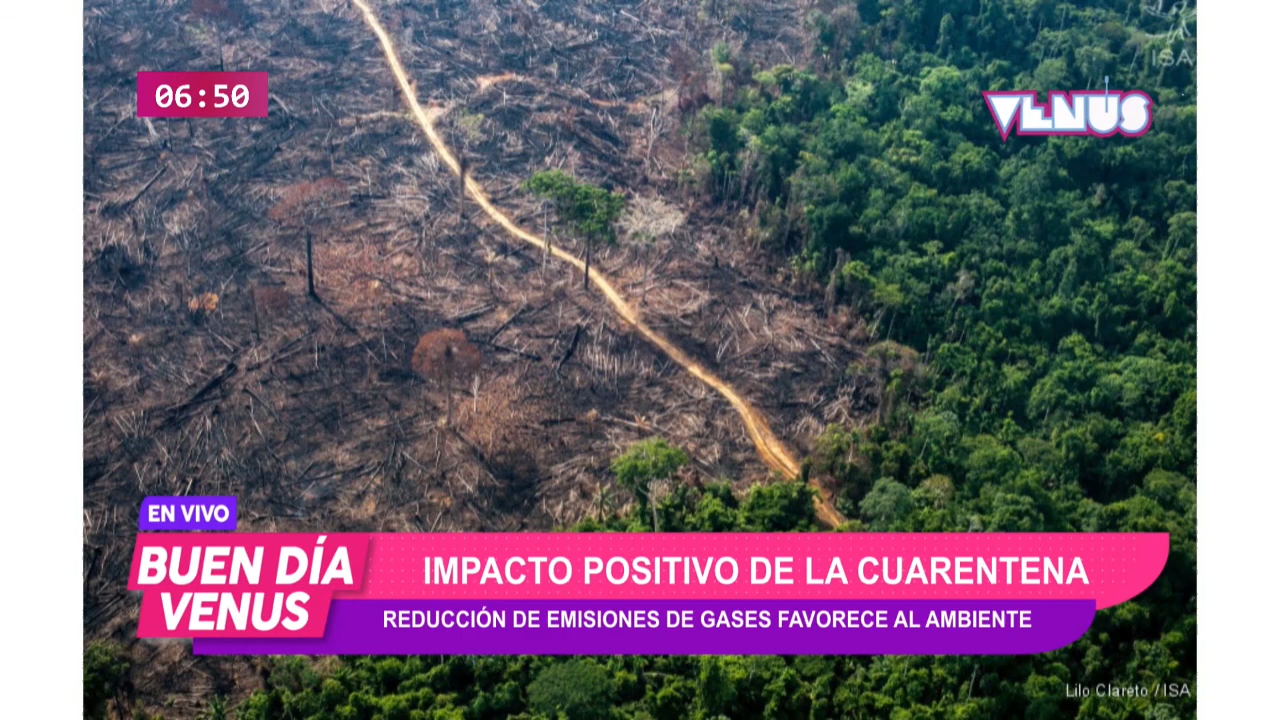 ISA
06:50
VENUS
EN VIVO
BUEN DÍA
VENUS
IMPACTO POSITIVO DE LA CUARENTENA
REDUCCIÓN DE EMISIONES DE GASES FAVORECE AL AMBIENTE
Lilo Clareto / ISA